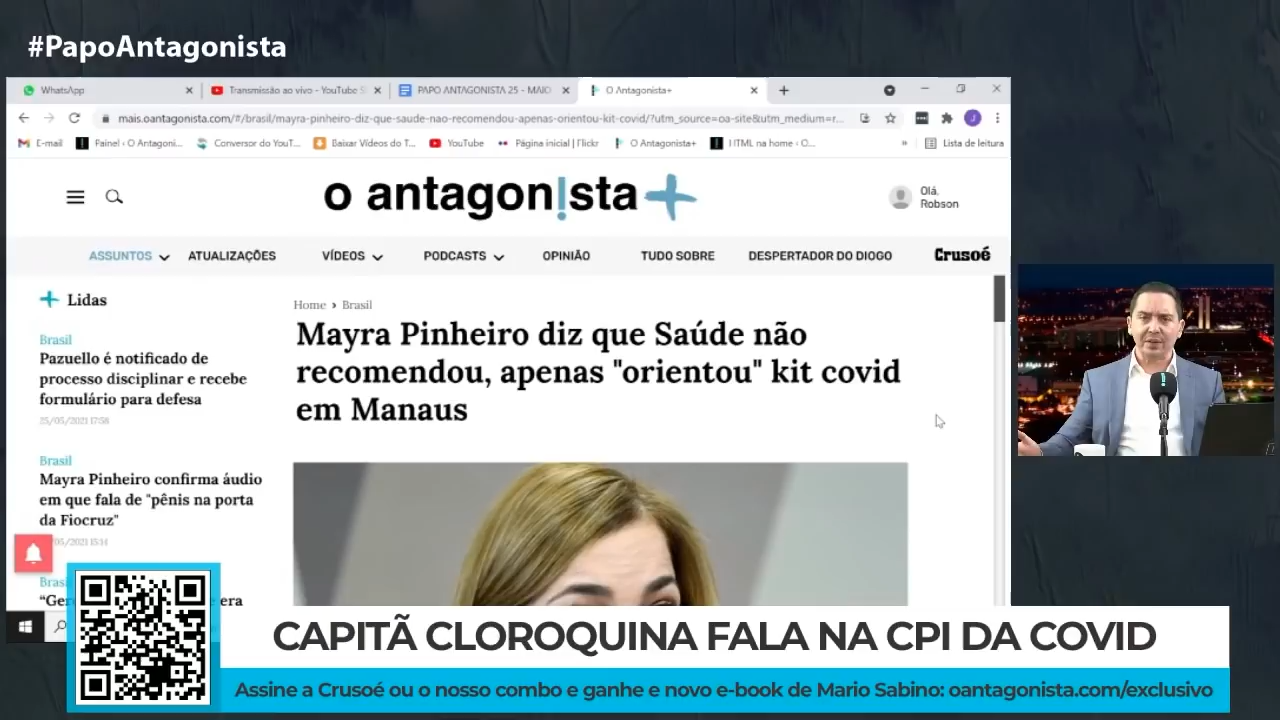 #PapoAntagonista
WhatsApp
Transmissão ao vivo - YouTube S
PAPO ANTAGONISTA 25 - MAIO
O Antagonista+
mais.oantagonista.com/#/brasil/mayra-pinheiro-diz-que-saude-nao-recomendou-apenas-orientou-kit-covid/?utm_source=oa-site&utm_medium=r...
E-mail
Painel ‹ O Antagoni...
Conversor do YouT...
Baixar Vídeos do T...
YouTube
Página inicial | Flickr
O Antagonista+
HTML na home ‹ O...
»
Lista de leitura
o antagon!sta+
Olá,
Robson
ASSUNTOS
ATUALIZAÇÕES
VÍDEOS
PODCASTS
OPINIÃO
TUDO SOBRE
DESPERTADOR DO DIOGO
Crusoé
+ Lidas
Brasil
Pazuello é notificado de
processo disciplinar e recebe
formulário para defesa
25/05/2021 17:58
Brasil
Mayra Pinheiro confirma áudio
em que fala de "pênis na porta
da Fiocruz"
/05/2021 15:14
Home › Brasil
Mayra Pinheiro diz que Saúde não
recomendou, apenas "orientou" kit covid
em Manaus
CAPITÃ CLOROQUINA FALA NA CPI DA COVID
Assine a Crusoé ou o nosso combo e ganhe e novo e-book de Mario Sabino: oantagonista.com/exclusivo